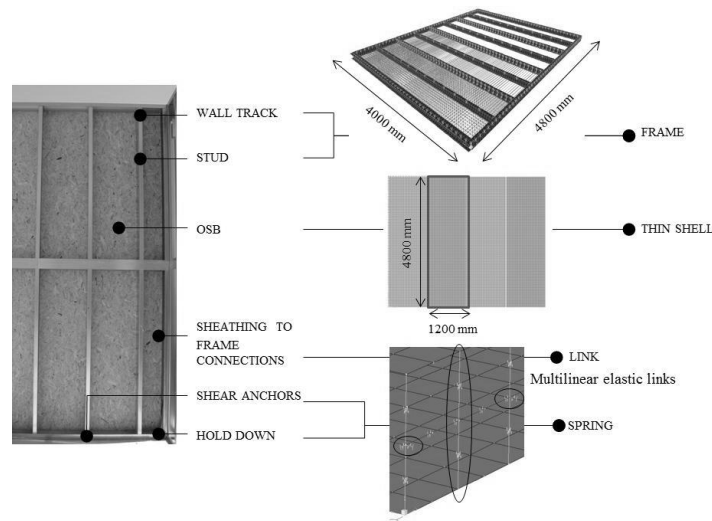 WALL TRACK
STUD
OSB
SHEATHING TO
FRAME
CONNECTIONS
SHEAR ANCHORS
HOLD DOWN
4000 mm
4800 mm
FRAME
4800 mm
THIN SHELL
1200 mm
LINK
Multilinear elastic links
SPRING